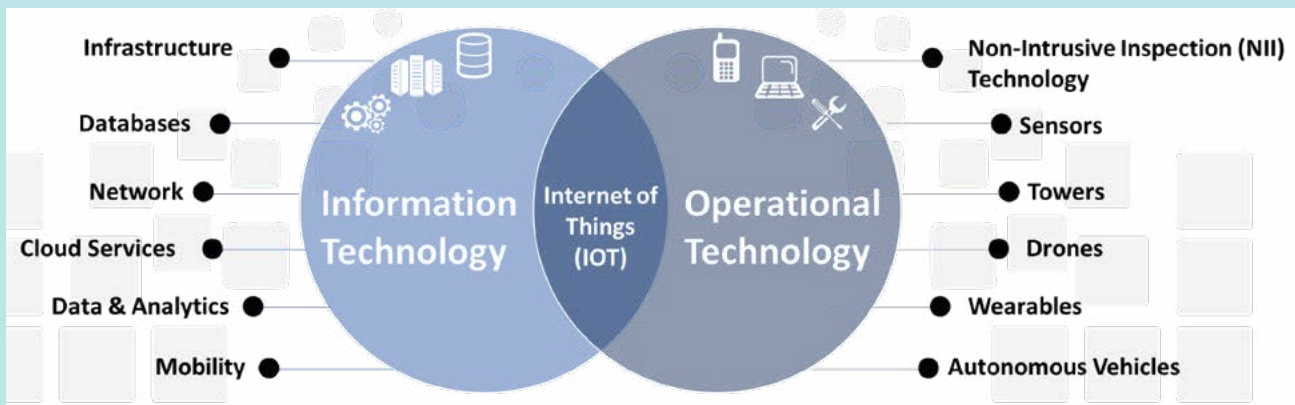 Infrastructure
Databases
Network
Cloud Services
Data & Analytics
Mobility
Information
Technology
Internet of
Things
(IOT)
Operational
Technology
Non-Intrusive Inspection (NII)
Technology
Sensors
Towers
Drones
Wearables
Autonomous Vehicles